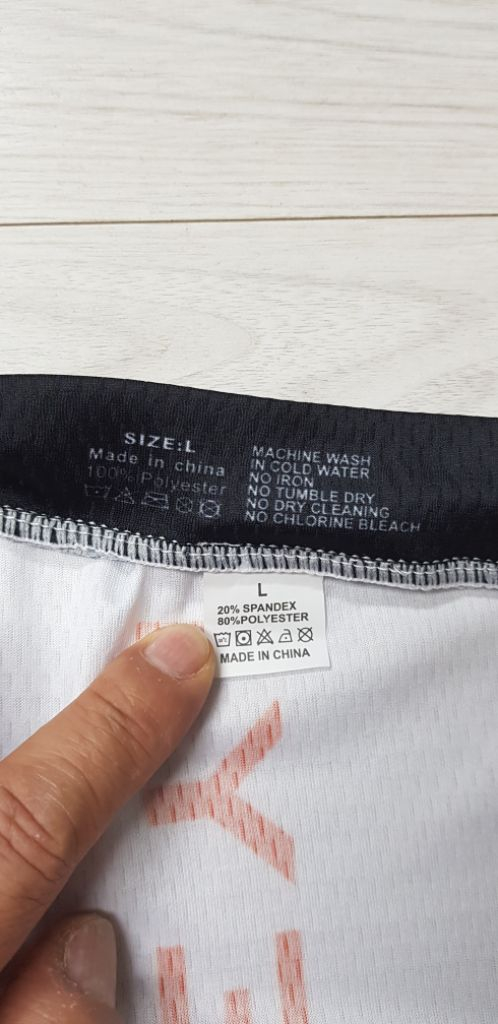 SIZE:L
Made in china
100% Polyester
MACHINE WASH
IN COLD WATER
NO IRON
NO TUMBLE DRY
NO DRY CLEANING
NO CHLORINE BLEACH
L
20% SPANDEX
80%POLYESTER
MADE IN CHINA
Y